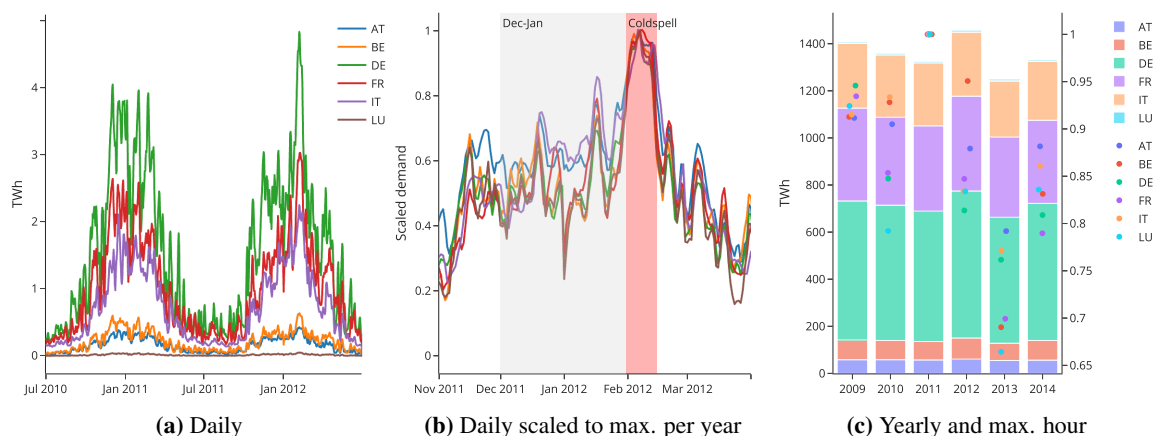 AT
BE
DE
FR
IT
LU
TWh
4
3
2
1
0
Jul 2010
Jan 2011
Jul 2011
Jan 2012
(a) Daily
Dec-Jan
Coldspell
Scaled demand
1
0.8
0.6
0.4
0.2
0
Nov 2011
Dec 2011
Jan 2012
Feb 2012
Mar 2012
(b) Daily scaled to max. per year
TWh
1400
1200
1000
800
600
400
200
0
1
0.95
0.9
0.85
0.8
0.75
0.7
0.65
2009
2010
2011
2012
2013
2014
AT
BE
DE
FR
IT
LU
AT
BE
DE
FR
IT
LU
(c) Yearly and max. hour